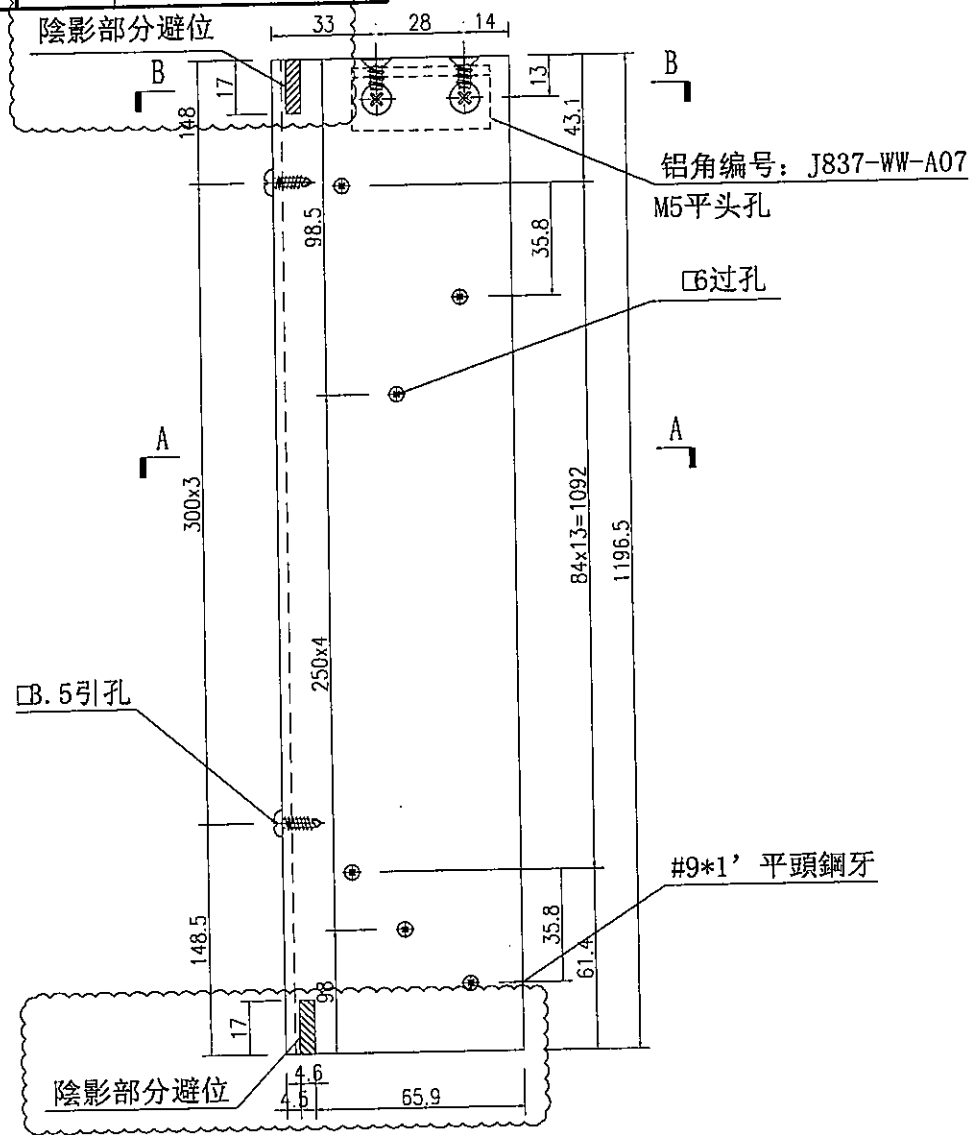 陰影部分避位
33 28 14
B
B
17
13
148
43.1
铝角编号: J837-WW-A07
M5平头孔
98.5
35.8
□6过孔
A
A
300x3
84x13=1092
1196.5
250x4
□3.5引孔
#9*1' 平頭鋼牙
148.5
35.8
61.4
98
17
4.6
4.5
65.9
陰影部分避位